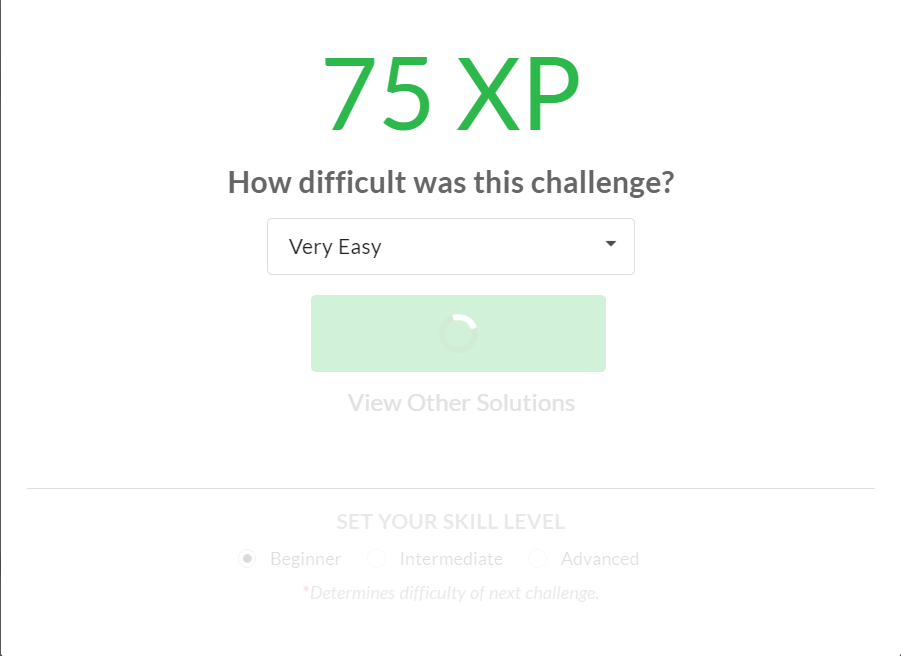 75 XP
How difficult was this challenge?
Very Easy
View Other Solutions
SET YOUR SKILL LEVEL
Beginner Intermediate Advanced
*Determines difficulty of next challenge.